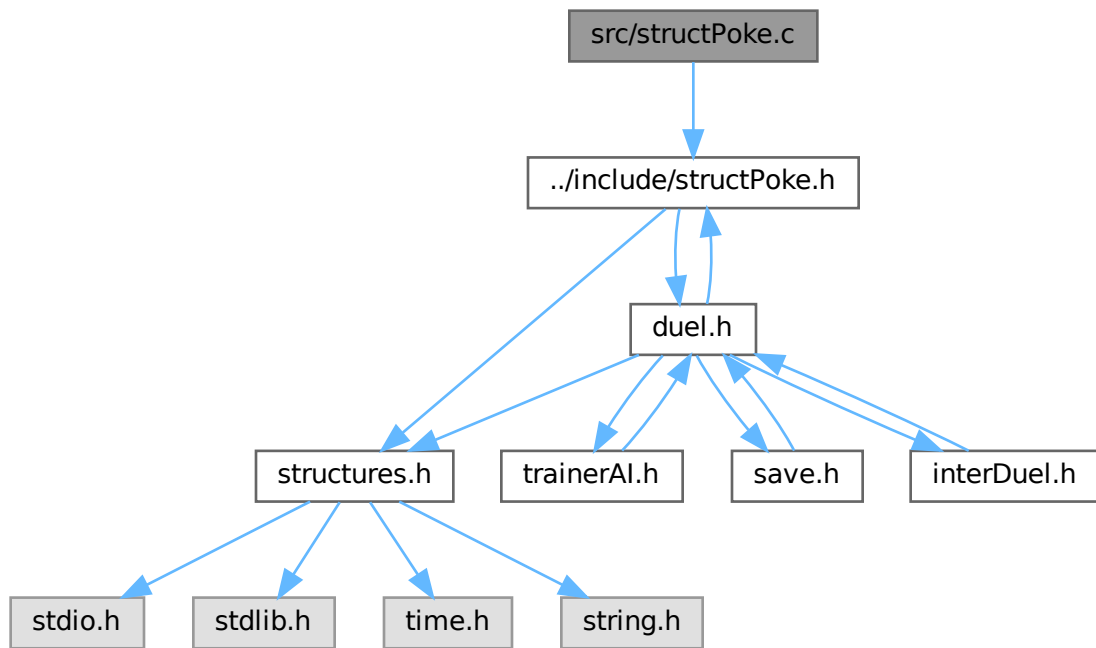 src/structPoke.c
../include/structPoke.h
duel.h
structures.h
trainerAI.h
save.h
interDuel.h
stdio.h
stdlib.h
time.h
string.h